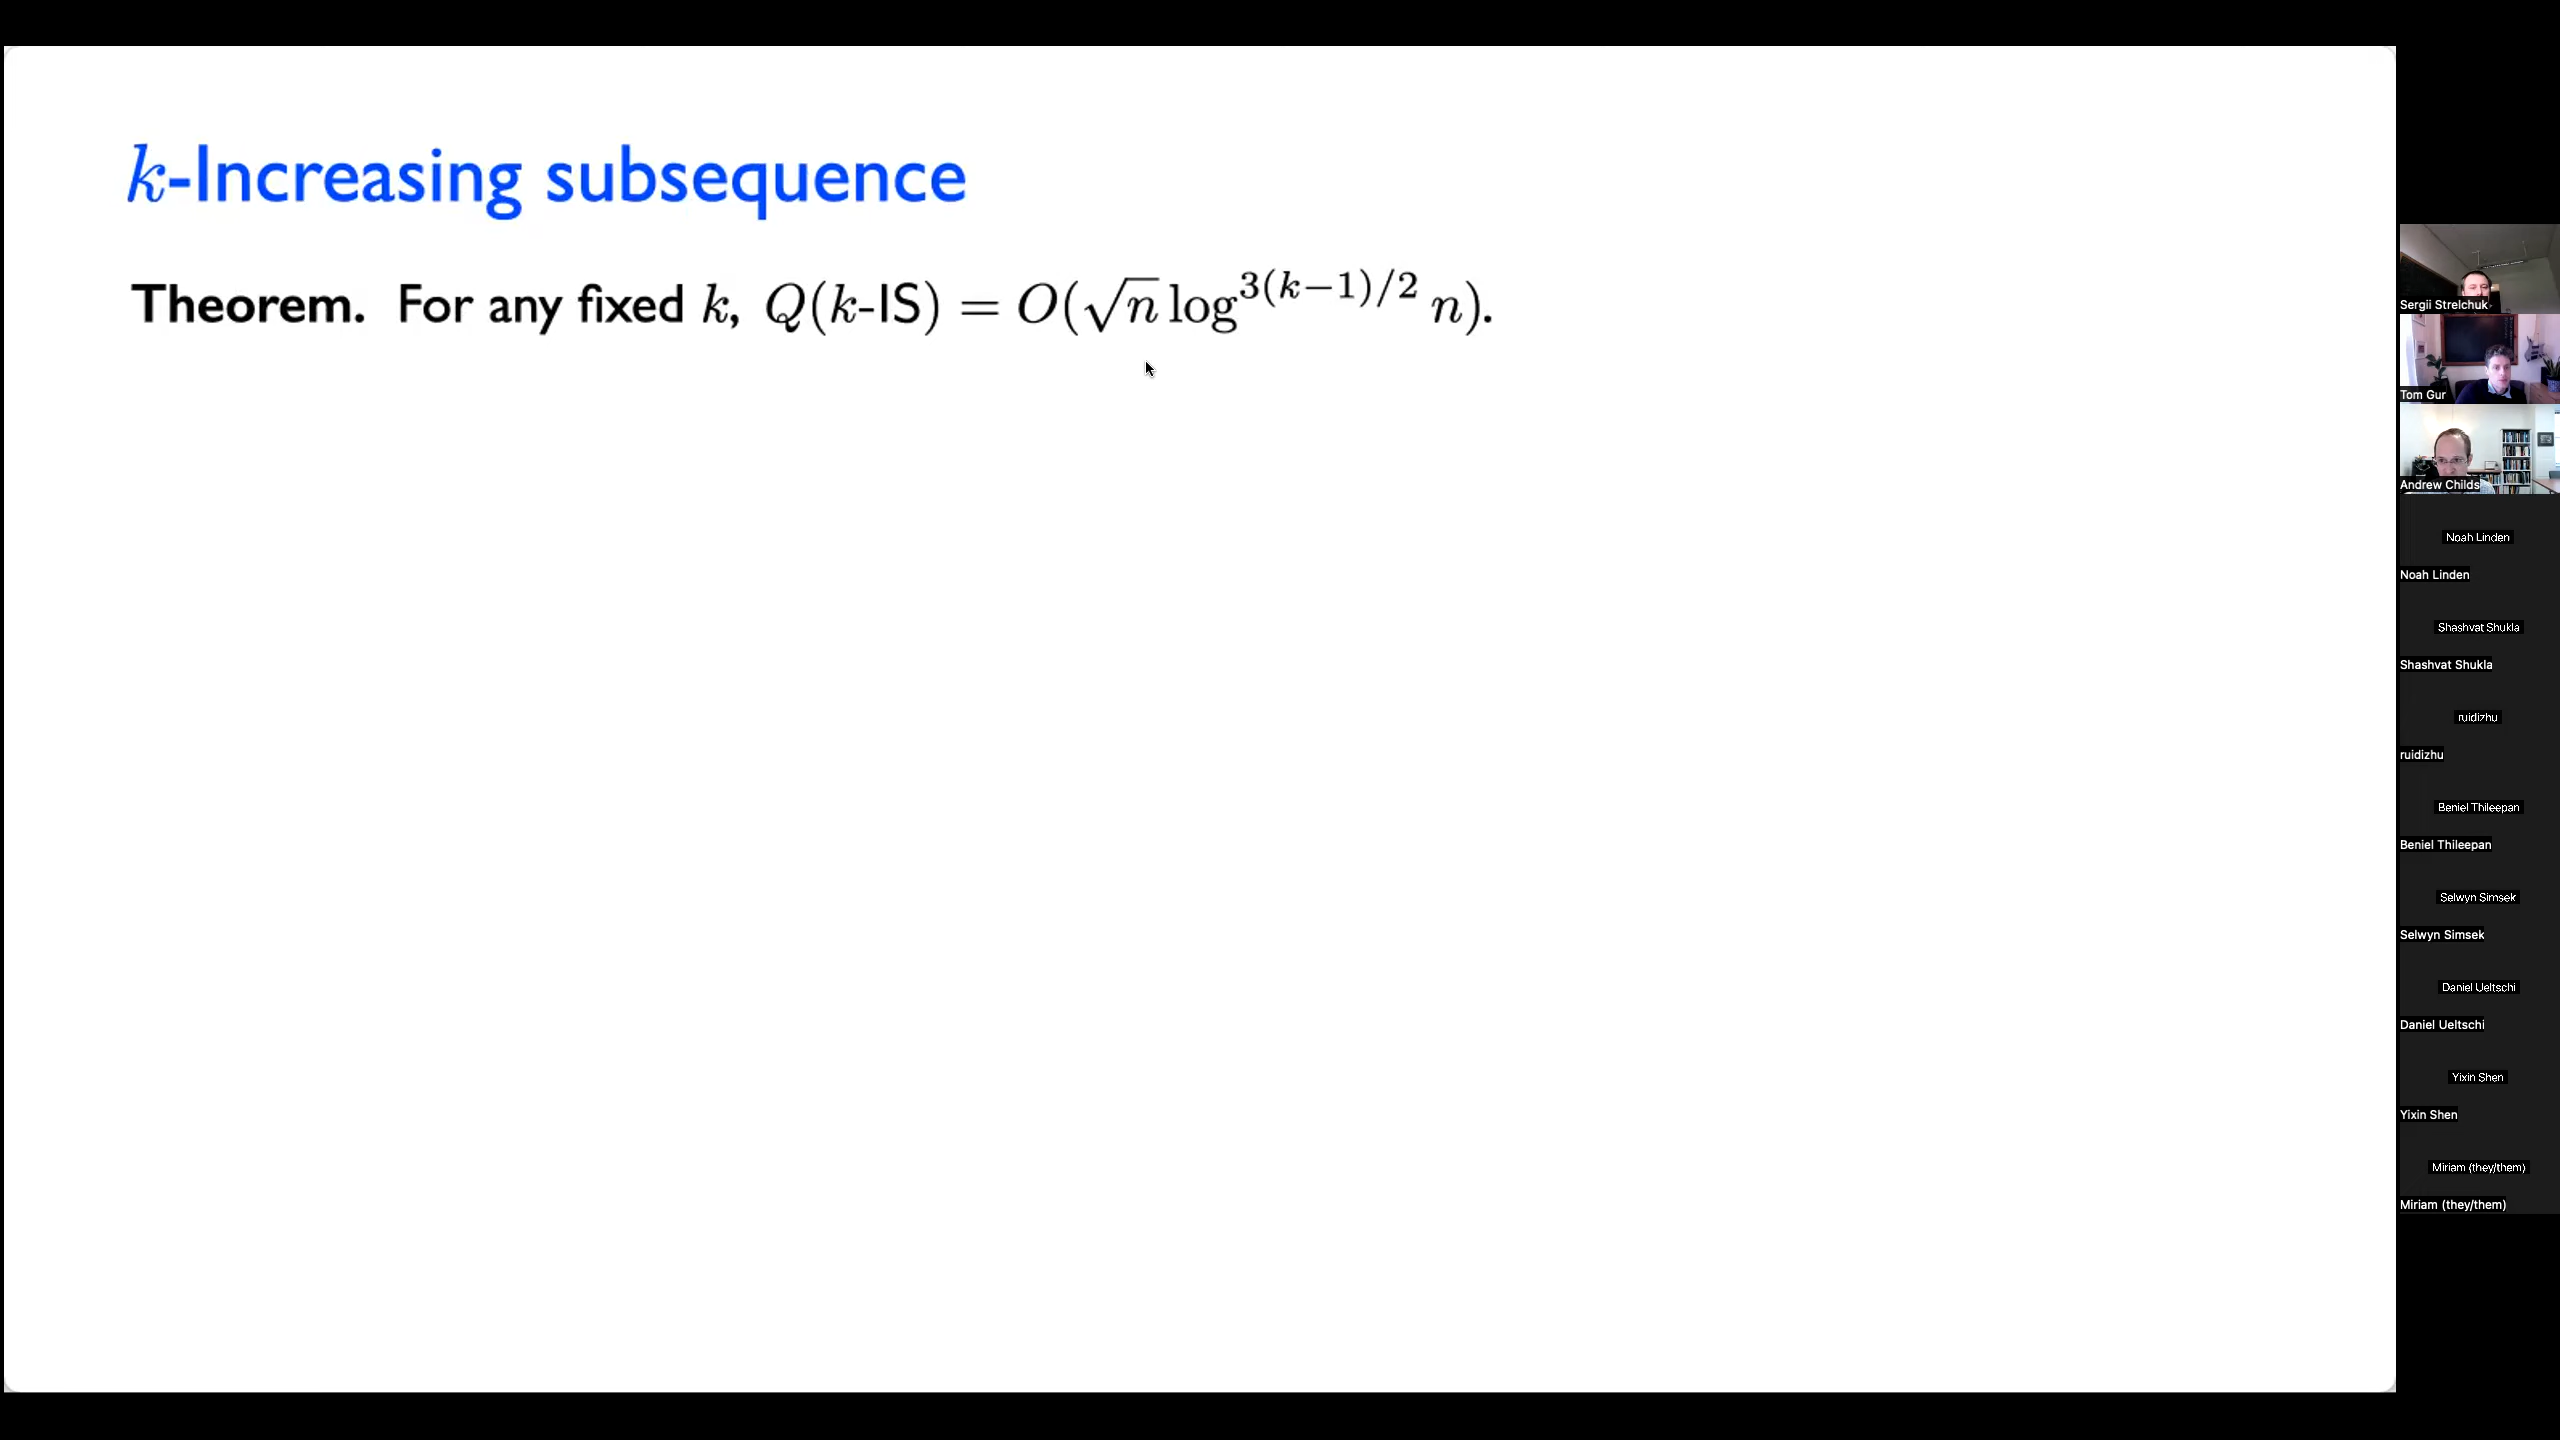 k-Increasing subsequence
Theorem. For any fixed k, Q(k-IS) = O(√n log^{3(k−1)/2} n).
Sergii Strelchuk
Tom Gur
Andrew Childs
Noah Linden
Noah Linden
Shashvat Shukla
Shashvat Shukla
ruidizhu
ruidizhu
Beniel Thileepan
Beniel Thileepan
Selwyn Simsek
Selwyn Simsek
Daniel Ueltschi
Daniel Ueltschi
Yixin Shen
Yixin Shen
Miriam (they/them)
Miriam (they/them)